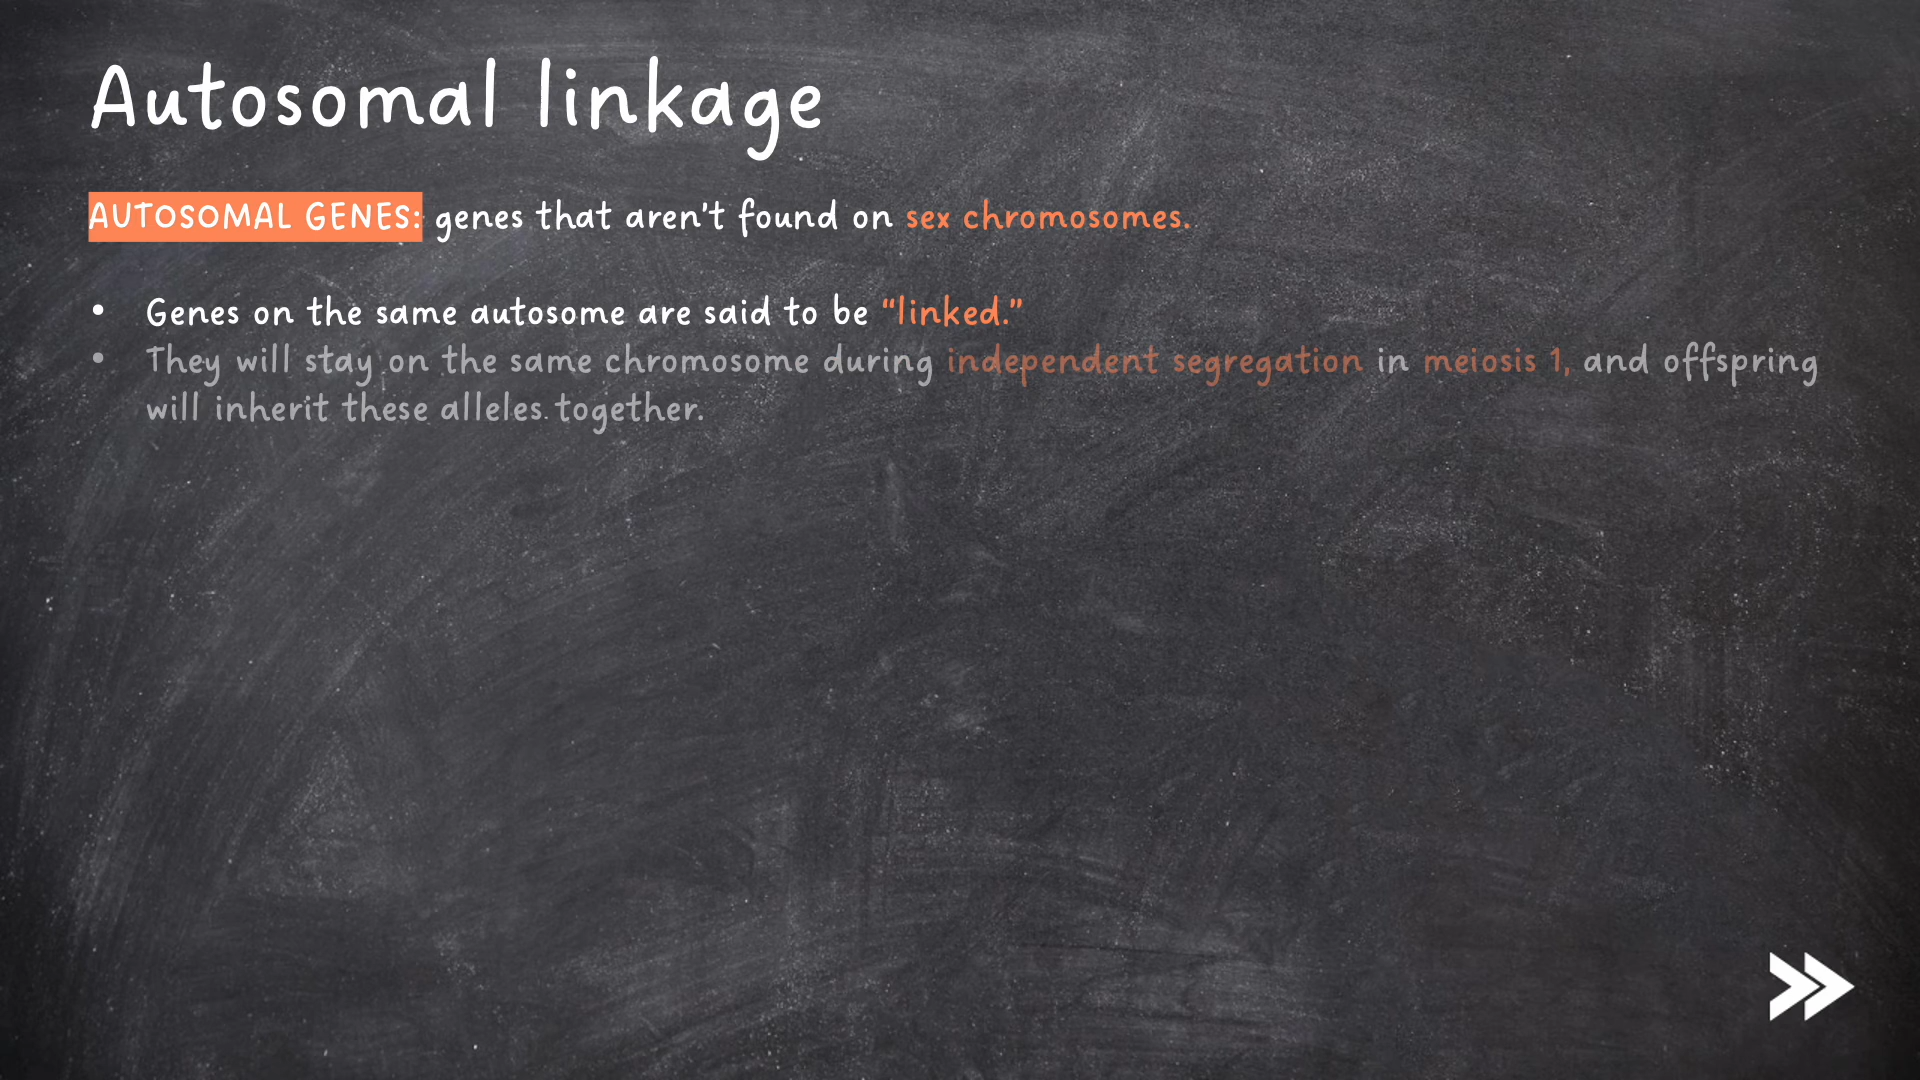 Autosomal linkage
AUTOSOMAL GENES: genes that aren't found on sex chromosomes.
• Genes on the same autosome are said to be “linked.”
• They will stay on the same chromosome during independent segregation in meiosis 1, and offspring
will inherit these alleles together.